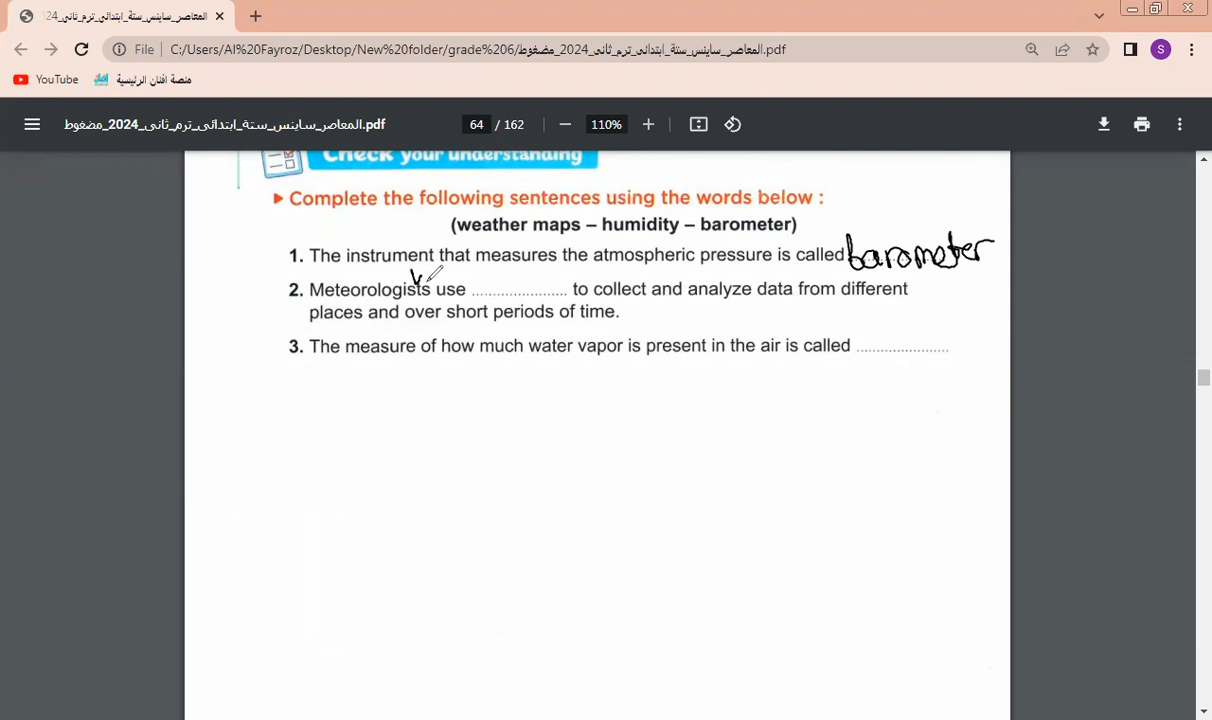 المعاصر_ساينس_ستة_ابتدائي_ترم_ثاني_24
File C:/Users/Al%20Fayroz/Desktop/New%20folder/grade%206/المعاصر_ساينس_ستة_ابتدائى_ترم_ثانى_2024_مضغوط.pdf
S
YouTube منصة أفنان الرئيسية
المعاصر_ساينس_ستة_ابتدائى_ترم_ثانى_2024_مضغوط.pdf 64 / 162 110%
Check your understanding
Complete the following sentences using the words below :
(weather maps – humidity – barometer)
1. The instrument that measures the atmospheric pressure is called barometer
2. Meteorologists use ...................... to collect and analyze data from different
places and over short periods of time.
3. The measure of how much water vapor is present in the air is called ......................